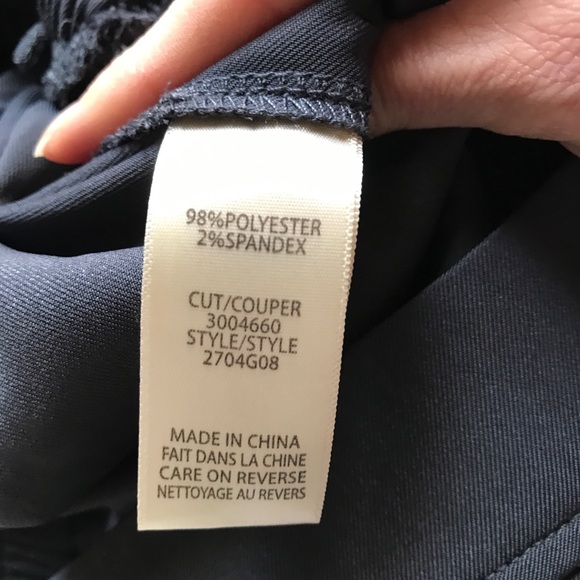 98%POLYESTER
2%SPANDEX
CUT/COUPER
3004660
STYLE/STYLE
2704G08
MADE IN CHINA
FAIT DANS LA CHINE
CARE ON REVERSE
NETTOYAGE AU REVERS